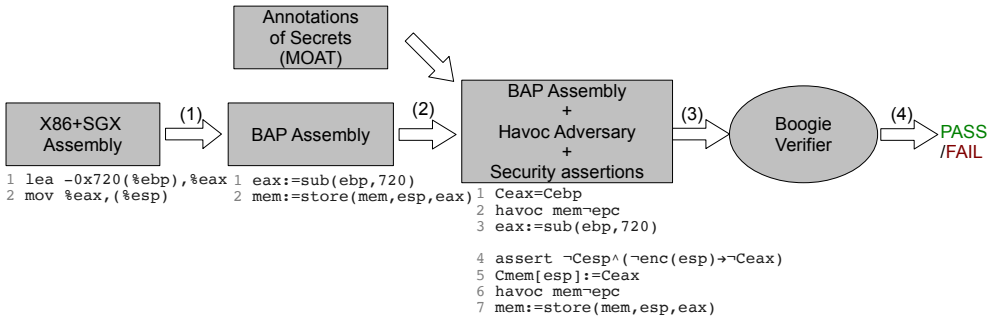 Annotations
of Secrets
(MOAT)
X86+SGX
Assembly
(1)
BAP Assembly
(2)
BAP Assembly
+
Havoc Adversary
+
Security assertions
(3)
Boogie
Verifier
(4)
PASS
/FAIL
1 lea -0x720(%ebp),%eax
2 mov %eax,(%esp)
1 eax:=sub(ebp,720)
2 mem:=store(mem,esp,eax)
1 Ceax=Cebp
2 havoc mem¬epc
3 eax:=sub(ebp,720)
4 assert ¬Cesp∧(¬enc(esp)→¬Ceax)
5 Cmem[esp]:=Ceax
6 havoc mem¬epc
7 mem:=store(mem,esp,eax)